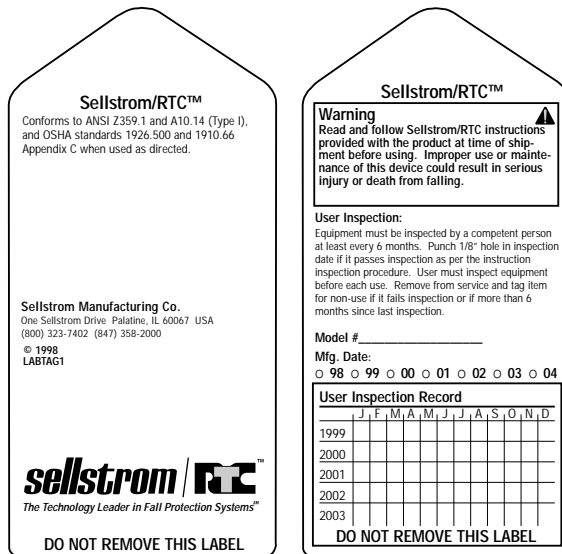 Sellstrom/RTC™
Conforms to ANSI Z359.1 and A10.14 (Type I),
and OSHA standards 1926.500 and 1910.66
Appendix C when used as directed.
Sellstrom Manufacturing Co.
One Sellstrom Drive Palatine, IL 60067 USA
(800) 323-7402 (847) 358-2000
© 1998
LABTAG1
sellstrom / RTC™
The Technology Leader in Fall Protection Systems™
DO NOT REMOVE THIS LABEL
Sellstrom/RTC™
Warning
Read and follow Sellstrom/RTC instructions
provided with the product at time of ship-
ment before using. Improper use or mainte-
nance of this device could result in serious
injury or death from falling.
User Inspection:
Equipment must be inspected by a competent person
at least every 6 months. Punch 1/8" hole in inspection
date if it passes inspection as per the instruction
inspection procedure. User must inspect equipment
before each use. Remove from service and tag item
for non-use if it fails inspection or if more than 6
months since last inspection.
Model #___________________
Mfg. Date:
○ 98 ○ 99 ○ 00 ○ 01 ○ 02 ○ 03 ○ 04
User Inspection Record
J F M A M J J A S O N D
1999
2000
2001
2002
2003
DO NOT REMOVE THIS LABEL